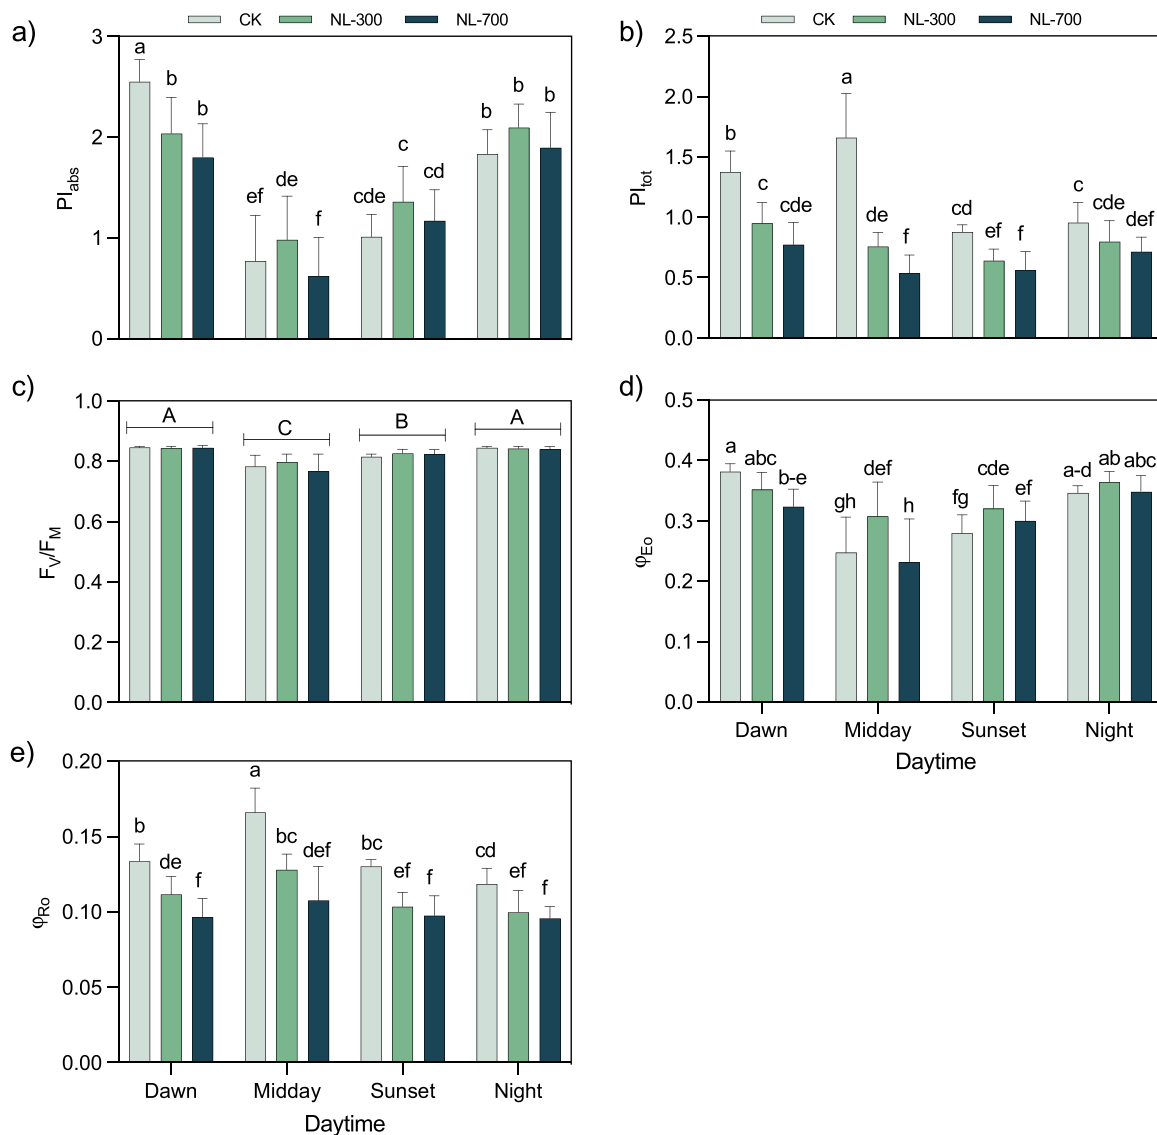 CK NL-300 NL-700
a)
PIabs
3
2
1
0
a b b
ef de f
cde c cd
b b b
CK NL-300 NL-700
b)
PItot
2.5
2.0
1.5
1.0
0.5
0.0
b c cde
a de f
cd ef f
c cde def
c)
FV/FM
1.0
0.8
0.6
0.4
0.2
0.0
A C B A
d)
φEo
0.5
0.4
0.3
0.2
0.1
0.0
a abc b-e
gh def h
fg cde ef
a-d ab abc
Dawn Midday Sunset Night
Daytime
e)
φRo
0.20
0.15
0.10
0.05
0.00
b de f
a bc def
bc ef f
cd ef f
Dawn Midday Sunset Night
Daytime